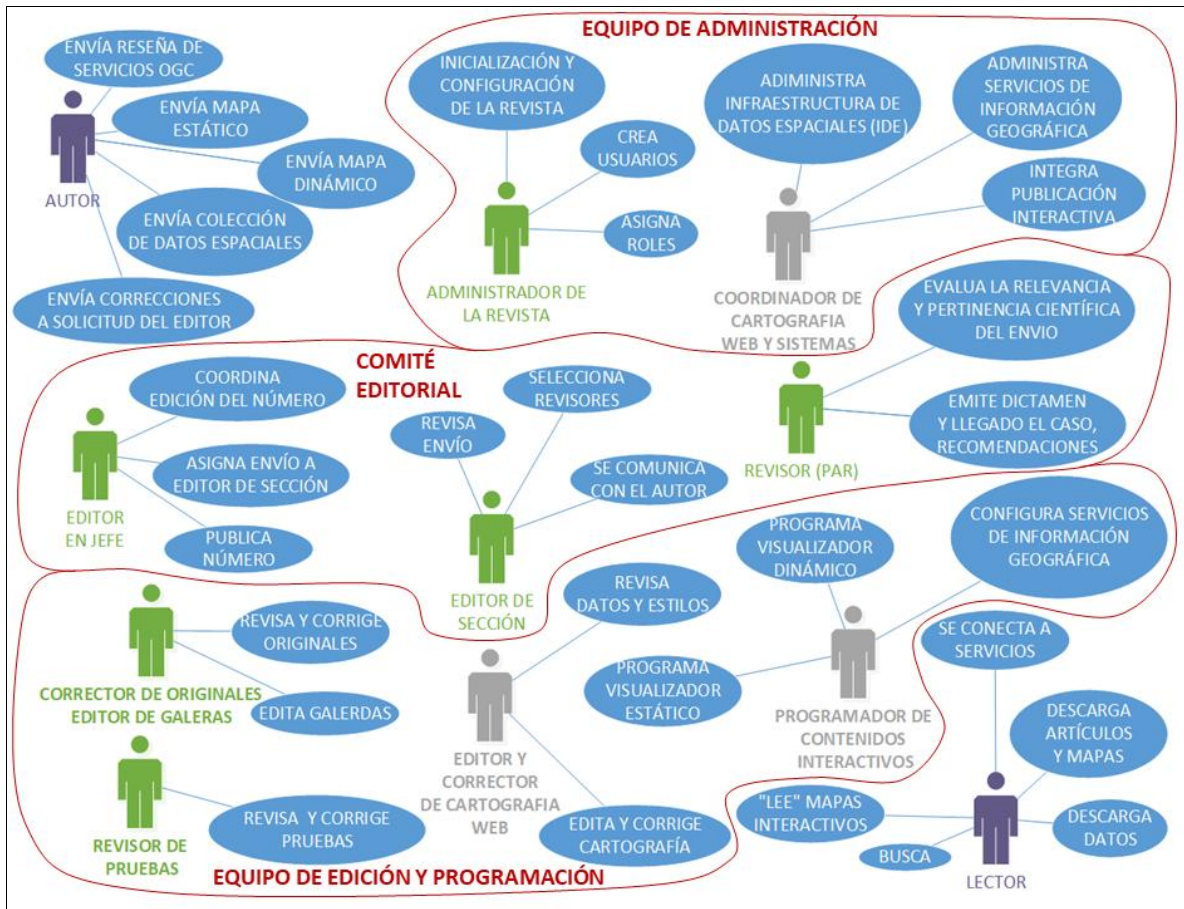 ENVÍA RESEÑA DE
SERVICIOS OGC
ENVÍA MAPA
ESTÁTICO
ENVÍA MAPA
DINÁMICO
AUTOR
ENVÍA COLECCIÓN
DE DATOS ESPACIALES
ENVÍA CORRECCIONES
A SOLICITUD DEL EDITOR
EQUIPO DE ADMINISTRACIÓN
INICIALIZACIÓN Y
CONFIGURACIÓN
DE LA REVISTA
CREA
USUARIOS
ASIGNA
ROLES
ADMINISTRADOR DE
LA REVISTA
ADIMINISTRA
INFRAESTRUCTURA DE
DATOS ESPACIALES (IDE)
ADMINISTRA
SERVICIOS DE
INFORMACIÓN
GEOGRÁFICA
INTEGRA
PUBLICACIÓN
INTERACTIVA
COORDINADOR DE
CARTOGRAFIA
WEB Y SISTEMAS
COMITÉ
EDITORIAL
COORDINA
EDICIÓN DEL NÚMERO
ASIGNA ENVÍO A
EDITOR DE SECCIÓN
PUBLICA
NÚMERO
EDITOR
EN JEFE
REVISA
ENVÍO
SELECCIONA
REVISORES
SE COMUNICA
CON EL AUTOR
EDITOR DE
SECCIÓN
EVALUA LA RELEVANCIA
Y PERTINENCIA CIENTÍFICA
DEL ENVIO
EMITE DICTAMEN
Y LLEGADO EL CASO,
RECOMENDACIONES
REVISOR (PAR)
REVISA Y CORRIGE
ORIGINALES
EDITA GALERDAS
CORRECTOR DE ORIGINALES
EDITOR DE GALERAS
REVISA Y CORRIGE
PRUEBAS
REVISOR DE
PRUEBAS
REVISA
DATOS Y ESTILOS
EDITA Y CORRIGE
CARTOGRAFÍA
EDITOR Y
CORRECTOR
DE CARTOGRAFIA
WEB
PROGRAMA
VISUALIZADOR
DINÁMICO
CONFIGURA SERVICIOS
DE INFORMACIÓN
GEOGRÁFICA
PROGRAMA
VISUALIZADOR
ESTÁTICO
PROGRAMADOR DE
CONTENIDOS
INTERACTIVOS
EQUIPO DE EDICIÓN Y PROGRAMACIÓN
SE CONECTA A
SERVICIOS
DESCARGA
ARTÍCULOS
Y MAPAS
"LEE" MAPAS
INTERACTIVOS
DESCARGA
DATOS
BUSCA
LECTOR